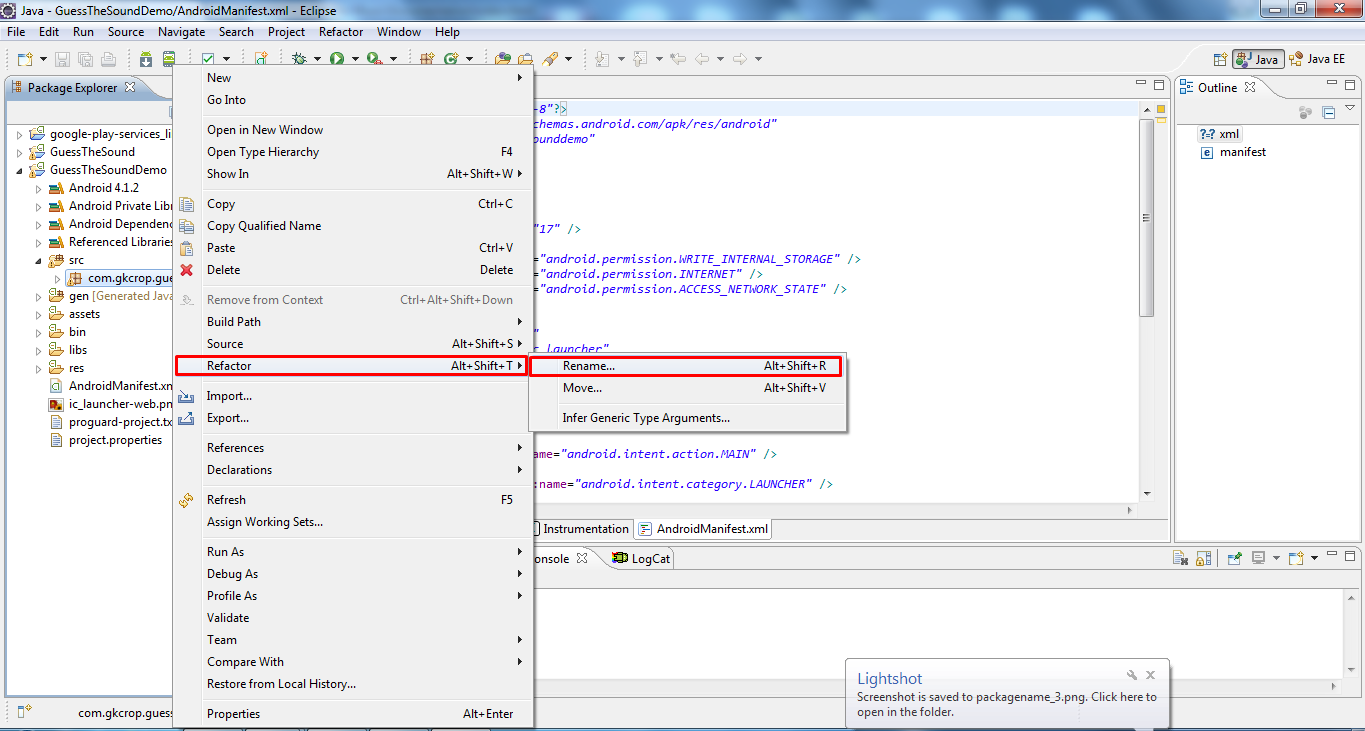 Java - GuessTheSoundDemo/AndroidManifest.xml - Eclipse
File Edit Run Source Navigate Search Project Refactor Window Help
Java Java EE
Package Explorer
google-play-services_li
GuessTheSound
GuessTheSoundDemo
Android 4.1.2
Android Private Libr
Android Dependenc
Referenced Libraries
src
com.gkcrop.gue
gen [Generated Java
assets
bin
libs
res
AndroidManifest.xm
ic_launcher-web.pn
proguard-project.tx
project.properties
New
Go Into
Open in New Window
Open Type Hierarchy F4
Show In Alt+Shift+W
Copy Ctrl+C
Copy Qualified Name
Paste Ctrl+V
Delete Delete
Remove from Context Ctrl+Alt+Shift+Down
Build Path
Source Alt+Shift+S
Refactor Alt+Shift+T
Import...
Export...
References
Declarations
Refresh F5
Assign Working Sets...
Run As
Debug As
Profile As
Validate
Team
Compare With
Restore from Local History...
Properties Alt+Enter
Rename... Alt+Shift+R
Move... Alt+Shift+V
Infer Generic Type Arguments...
-8"?>
chemas.android.com/apk/res/android"
ounddemo"
"17" />
="android.permission.WRITE_INTERNAL_STORAGE" />
="android.permission.INTERNET" />
="android.permission.ACCESS_NETWORK_STATE" />
"
c_launcher"
ame="android.intent.action.MAIN" />
:name="android.intent.category.LAUNCHER" />
Instrumentation AndroidManifest.xml
onsole LogCat
Outline
xml
manifest
Lightshot
Screenshot is saved to packagename_3.png. Click here to
open in the folder.
com.gkcrop.guess